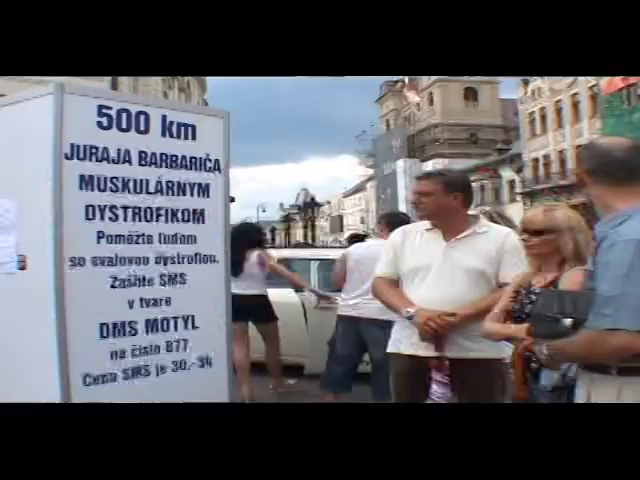 500 km
JURAJA BARBARIČA
MUSKULÁRNYM
DYSTROFIKOM
Pomôžte ľuďom
so svalovou dystrofiou.
Zašlite SMS
v tvare
DMS MOTYL
na číslo 877
Cena SMS je 30.- Sk